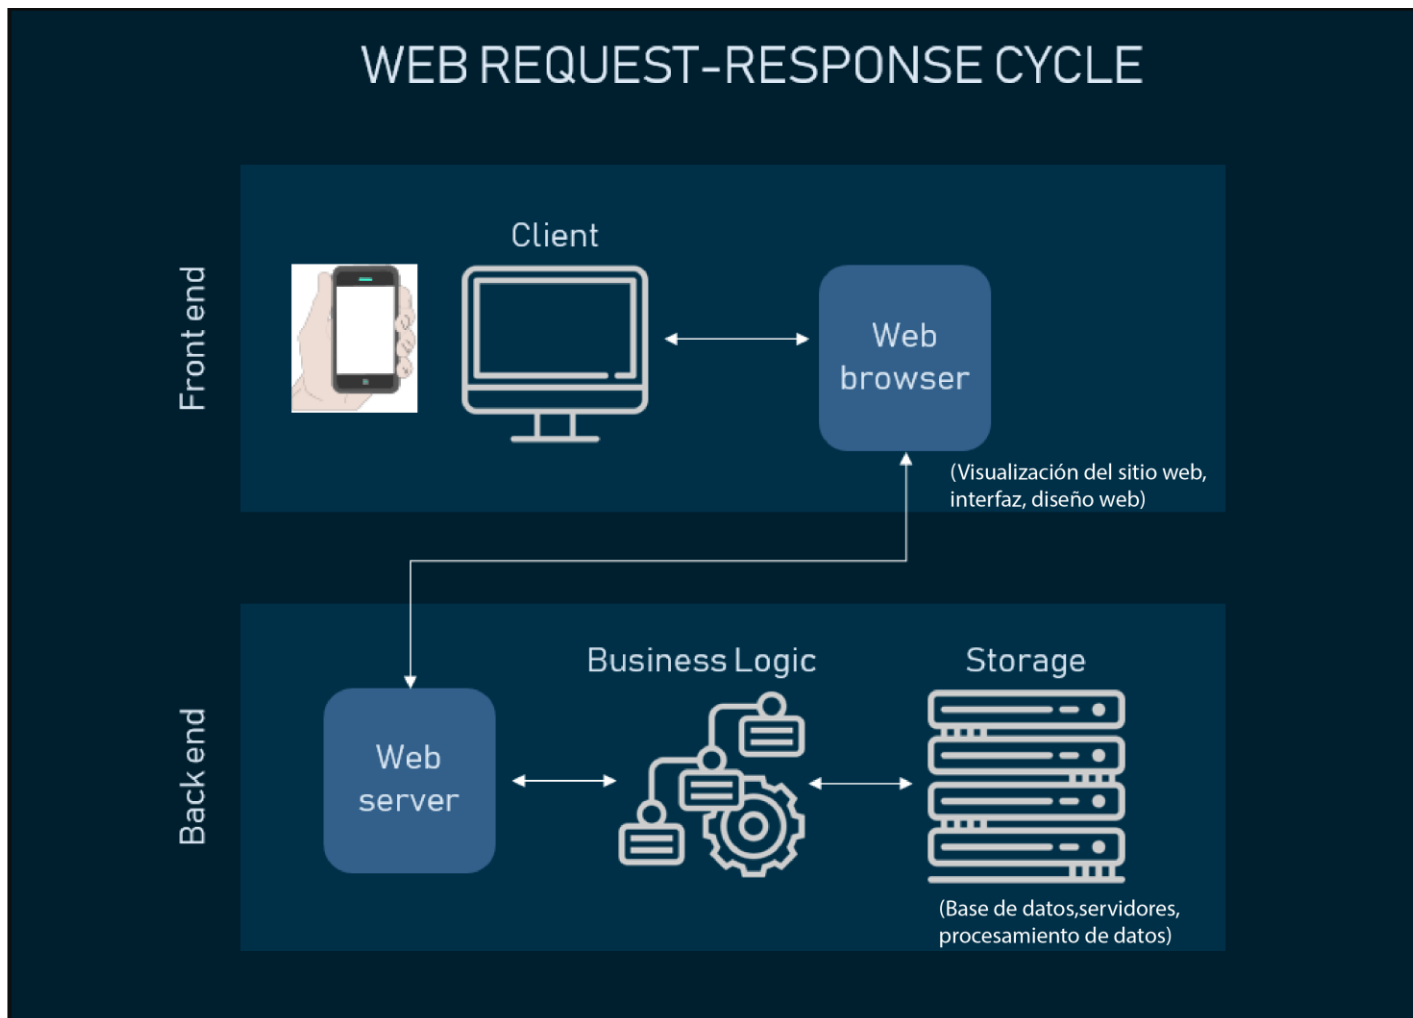 WEB REQUEST-RESPONSE CYCLE
Front end
Client
Web
browser
(Visualización del sitio web,
interfaz, diseño web)
Back end
Web
server
Business Logic
Storage
(Base de datos,servidores,
procesamiento de datos)